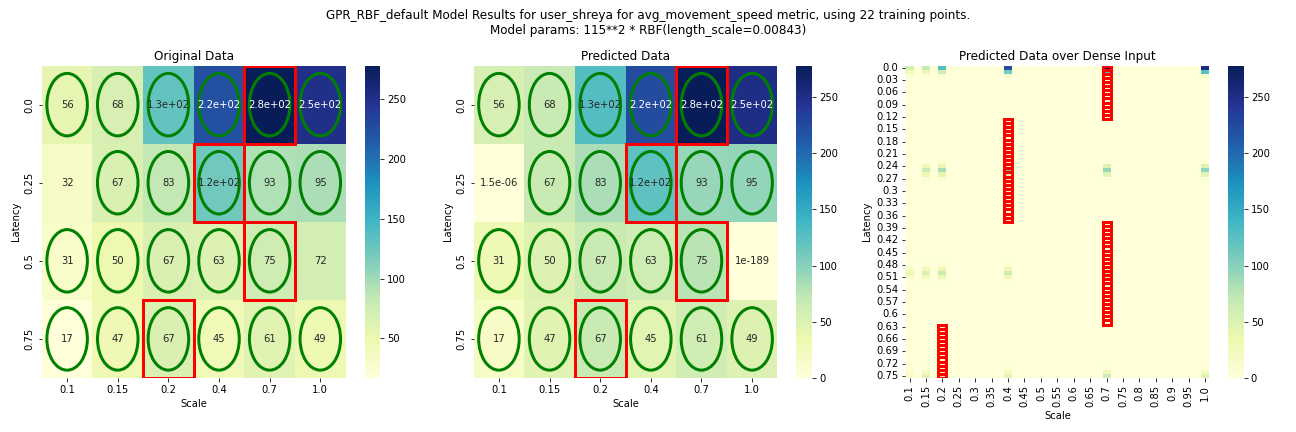 GPR_RBF_default Model Results for user_shreya for avg_movement_speed metric, using 22 training points.
Model params: 115**2 * RBF(length_scale=0.00843)
Original Data
Latency
0.0 56 68 1.3e+02 2.2e+02 2.8e+02 2.5e+02
0.25 32 67 83 1.2e+02 93 95
0.5 31 50 67 63 75 72
0.75 17 47 67 45 61 49
0.1 0.15 0.2 0.4 0.7 1.0
Scale
250
200
150
100
50
Predicted Data
Latency
0.0 56 68 1.3e+02 2.2e+02 2.8e+02 2.5e+02
0.25 1.5e-06 67 83 1.2e+02 93 95
0.5 31 50 67 63 75 1e-189
0.75 17 47 67 45 61 49
0.1 0.15 0.2 0.4 0.7 1.0
Scale
250
200
150
100
50
0
Predicted Data over Dense Input
Latency
0.0
0.03
0.06
0.09
0.12
0.15
0.18
0.21
0.24
0.27
0.3
0.33
0.36
0.39
0.42
0.45
0.48
0.51
0.54
0.57
0.6
0.63
0.66
0.69
0.72
0.75
0.1 0.15 0.2 0.25 0.3 0.35 0.4 0.45 0.5 0.55 0.6 0.65 0.7 0.75 0.8 0.85 0.9 0.95 1.0
Scale
250
200
150
100
50
0